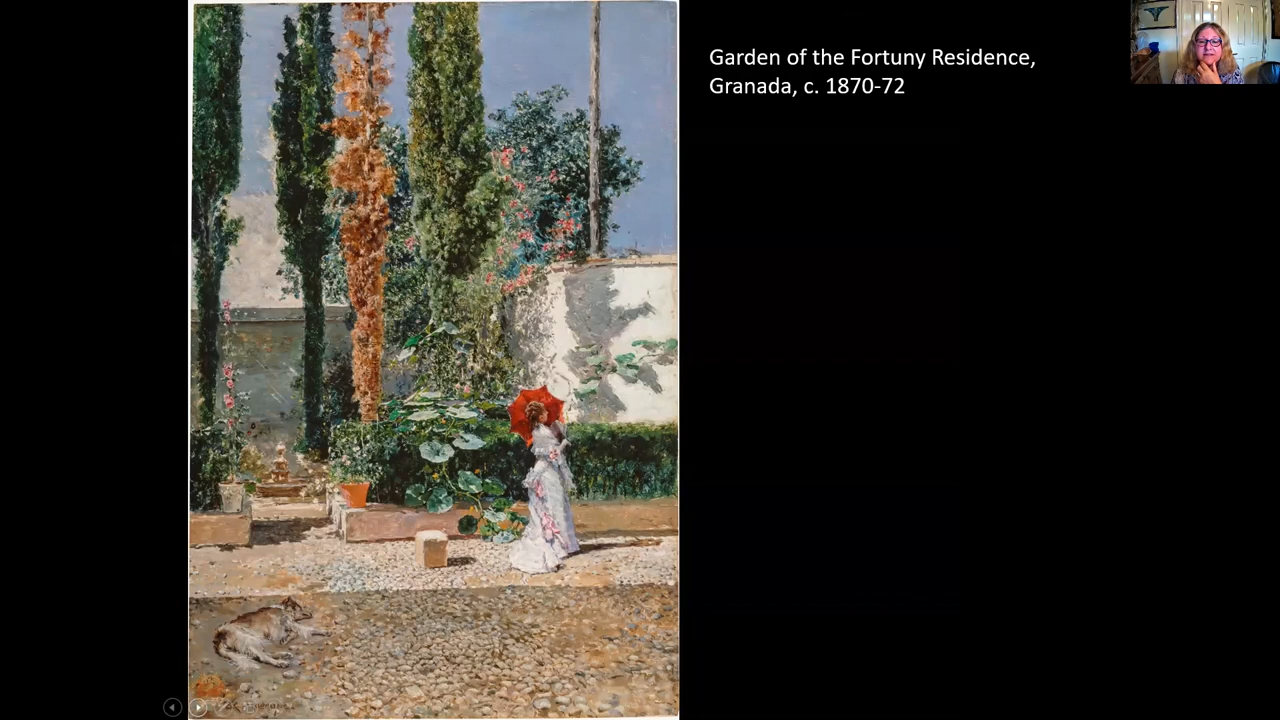 Garden of the Fortuny Residence,
Granada, c. 1870-72